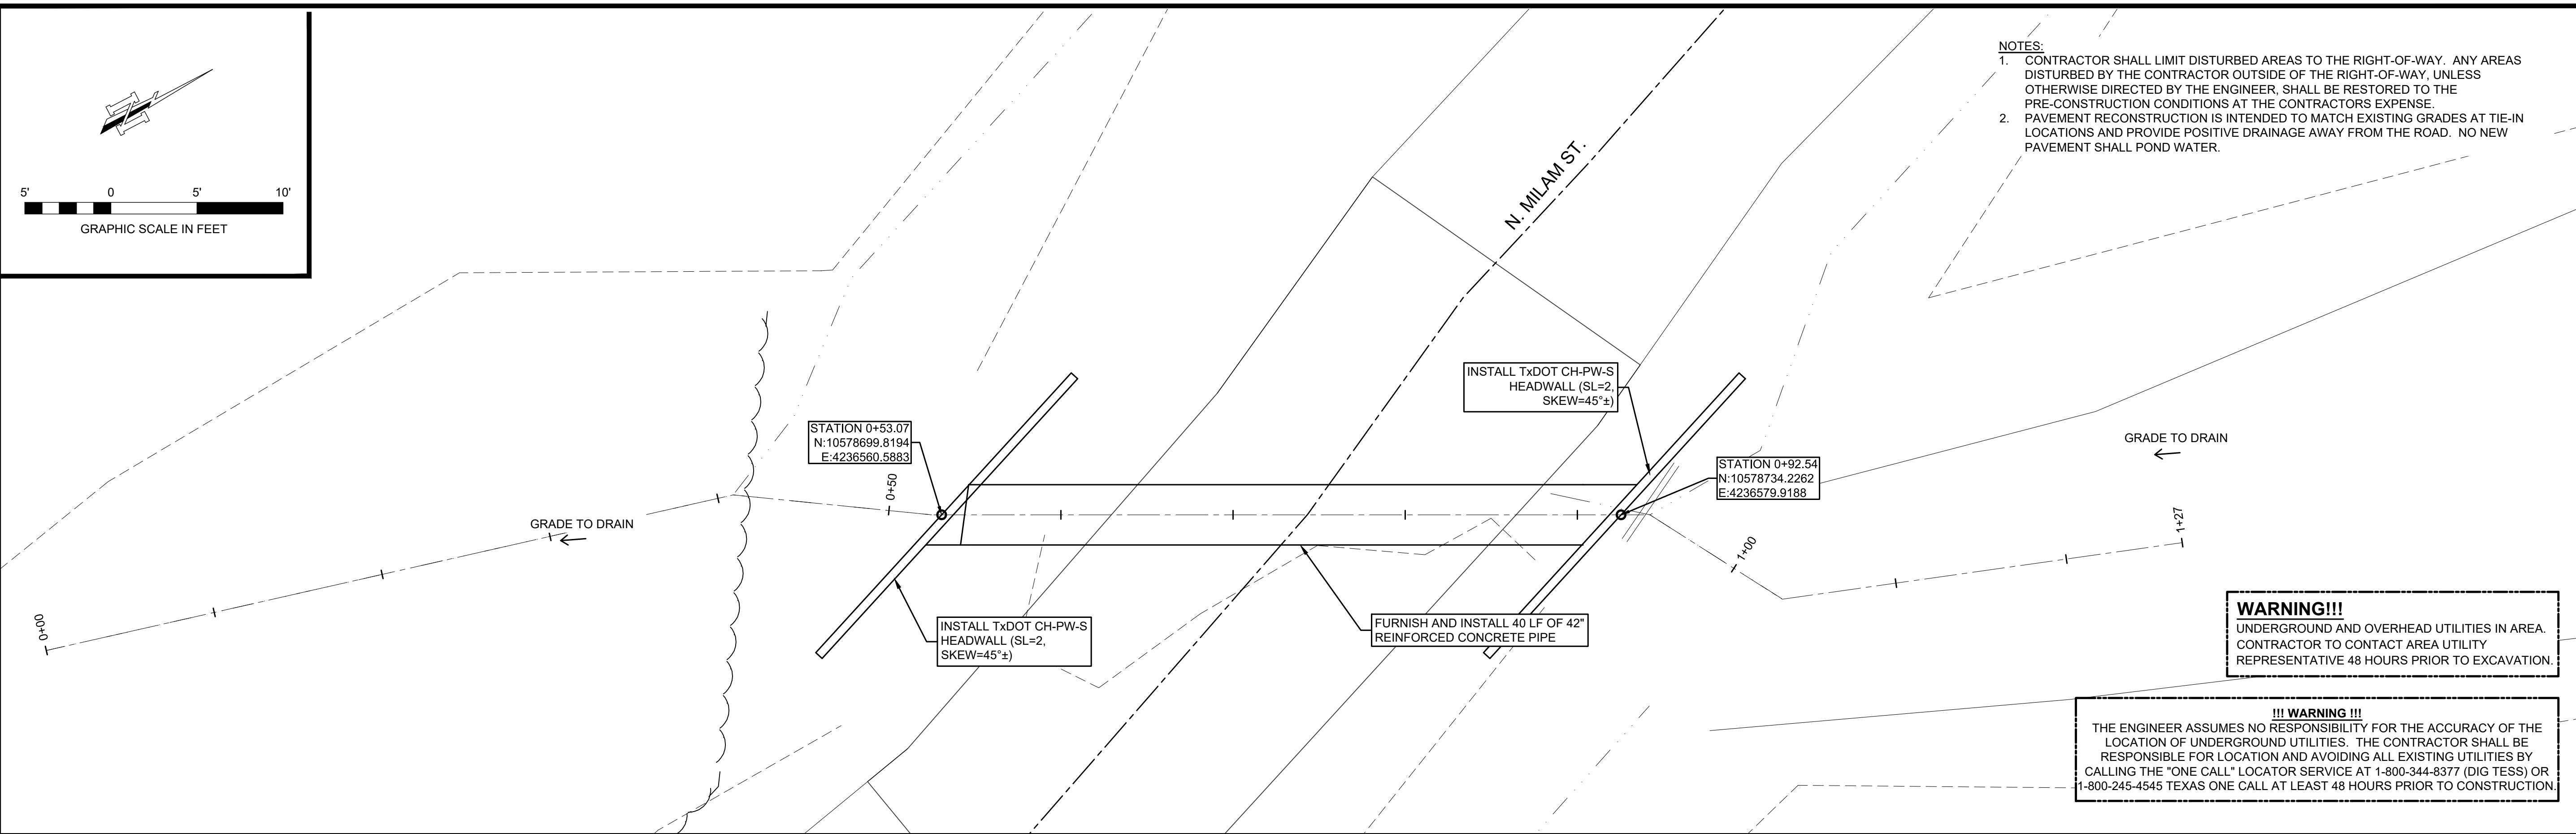 5' 0 5' 10'
GRAPHIC SCALE IN FEET
NOTES:
1. CONTRACTOR SHALL LIMIT DISTURBED AREAS TO THE RIGHT-OF-WAY. ANY AREAS
DISTURBED BY THE CONTRACTOR OUTSIDE OF THE RIGHT-OF-WAY, UNLESS
OTHERWISE DIRECTED BY THE ENGINEER, SHALL BE RESTORED TO THE
PRE-CONSTRUCTION CONDITIONS AT THE CONTRACTORS EXPENSE.
2. PAVEMENT RECONSTRUCTION IS INTENDED TO MATCH EXISTING GRADES AT TIE-IN
LOCATIONS AND PROVIDE POSITIVE DRAINAGE AWAY FROM THE ROAD. NO NEW
PAVEMENT SHALL POND WATER.
N. MILAM ST.
INSTALL TxDOT CH-PW-S
HEADWALL (SL=2,
SKEW=45°±)
STATION 0+53.07
N:10578699.8194
E:4236560.5883
0+50
STATION 0+92.54
N:10578734.2262
E:4236579.9188
GRADE TO DRAIN
GRADE TO DRAIN
1+27
1+00
0+00
INSTALL TxDOT CH-PW-S
HEADWALL (SL=2,
SKEW=45°±)
FURNISH AND INSTALL 40 LF OF 42"
REINFORCED CONCRETE PIPE
WARNING!!!
UNDERGROUND AND OVERHEAD UTILITIES IN AREA.
CONTRACTOR TO CONTACT AREA UTILITY
REPRESENTATIVE 48 HOURS PRIOR TO EXCAVATION.
!!! WARNING !!!
THE ENGINEER ASSUMES NO RESPONSIBILITY FOR THE ACCURACY OF THE
LOCATION OF UNDERGROUND UTILITIES. THE CONTRACTOR SHALL BE
RESPONSIBLE FOR LOCATION AND AVOIDING ALL EXISTING UTILITIES BY
CALLING THE "ONE CALL" LOCATOR SERVICE AT 1-800-344-8377 (DIG TESS) OR
1-800-245-4545 TEXAS ONE CALL AT LEAST 48 HOURS PRIOR TO CONSTRUCTION.